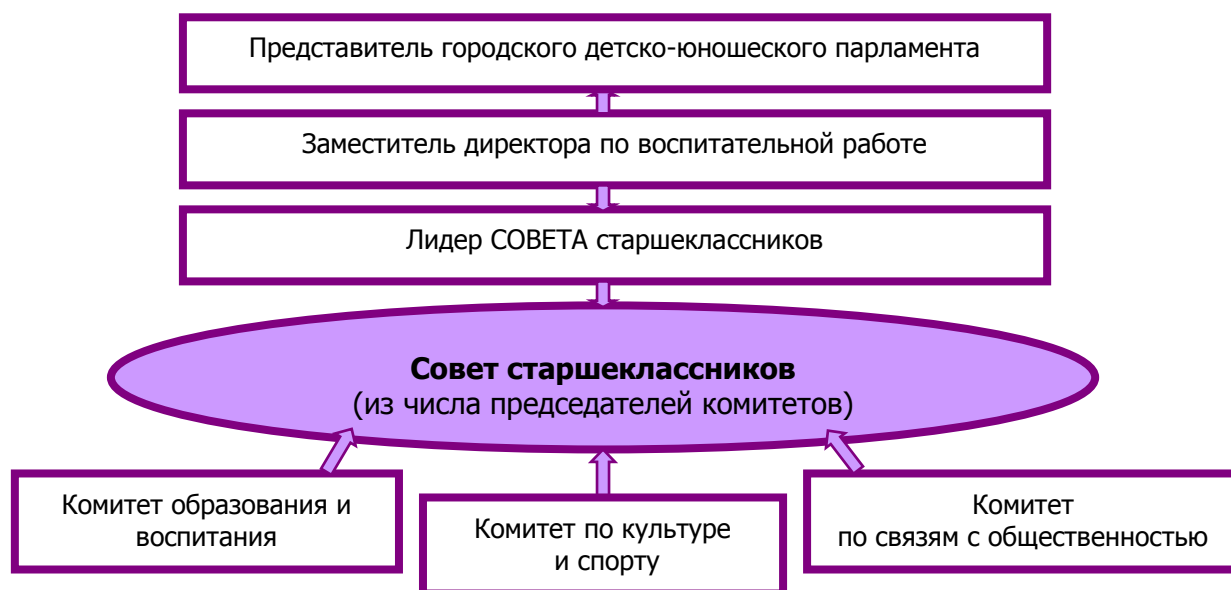 Представитель городского детско-юношеского парламента
Заместитель директора по воспитательной работе
Лидер СОВЕТА старшеклассников
Совет старшеклассников
(из числа председателей комитетов)
Комитет образования и
воспитания
Комитет по культуре
и спорту
Комитет
по связям с общественностью